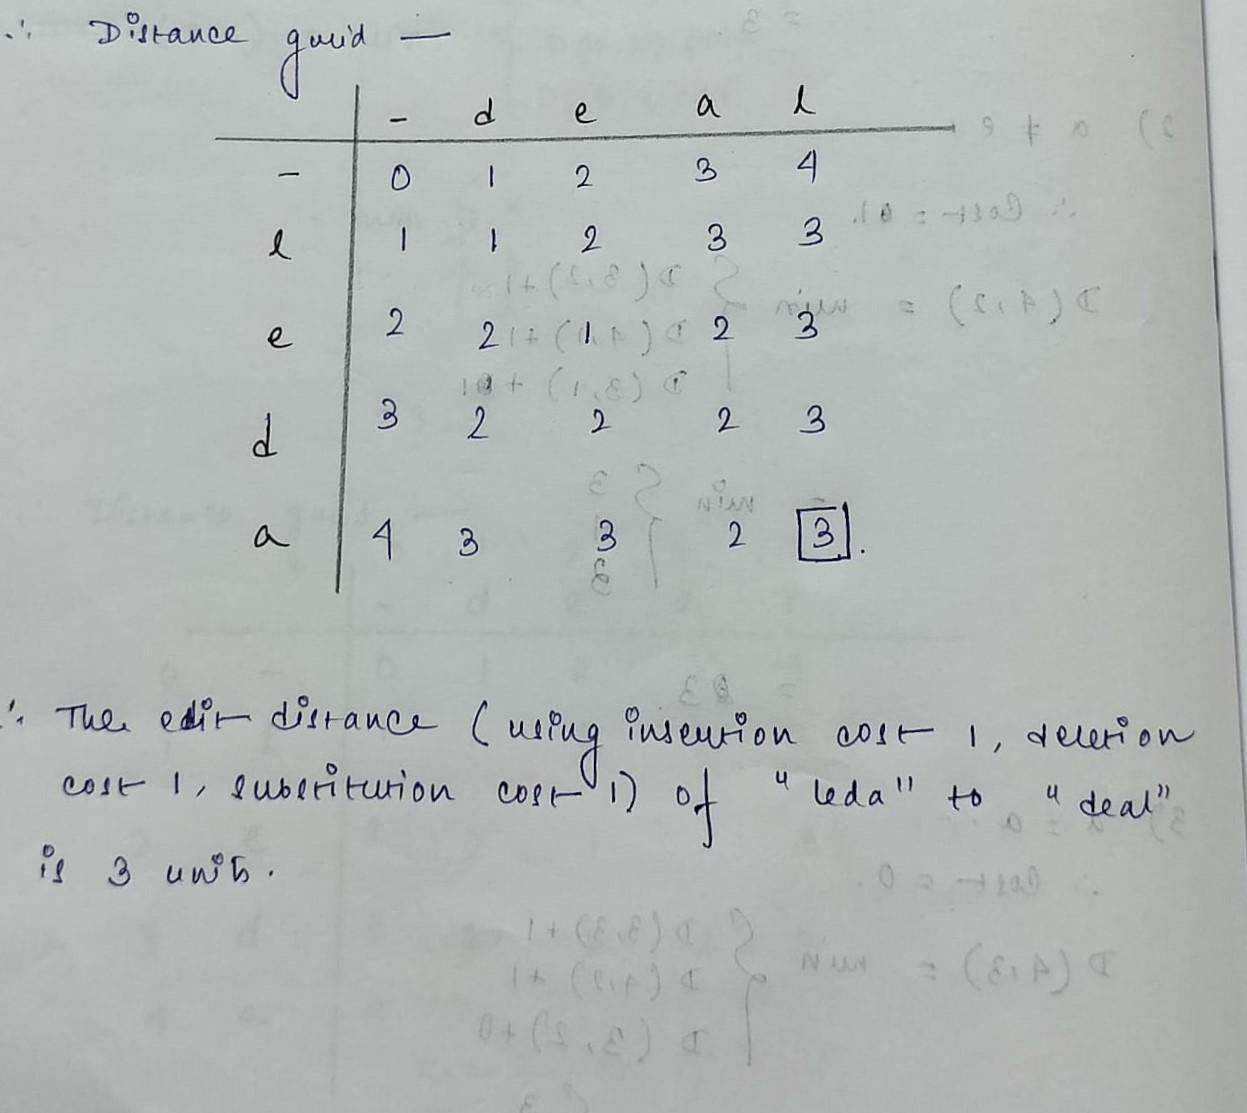 ∴ Distance grid —
- d e a l
- 0 1 2 3 4
l 1 1 2 3 3
e 2 2 1 2 3
d 3 2 2 2 3
a 4 3 3 2 3.
∴ The edit distance (using insertion cost 1, deletion
cost 1, substitution cost 1) of "leda" to "deal"
is 3 units.